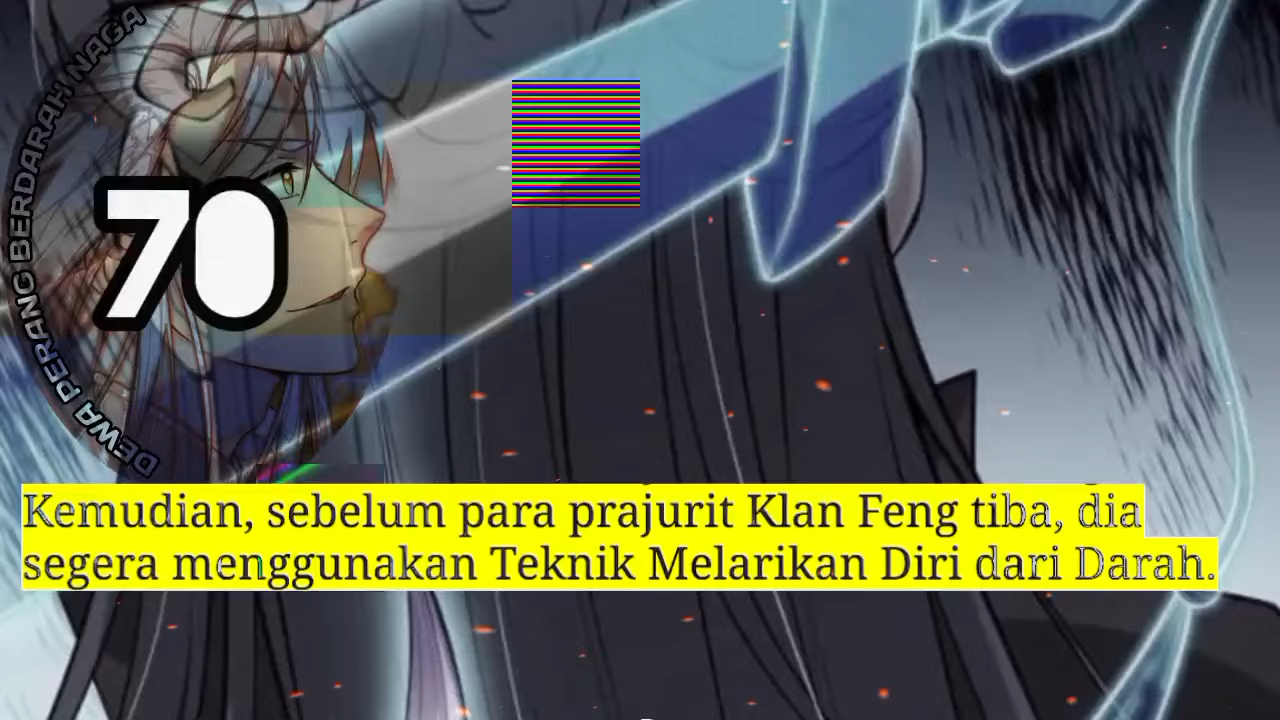 DEWA PERANG BERDARAH NAGA
70
Kemudian, sebelum para prajurit Klan Feng tiba, dia
segera menggunakan Teknik Melarikan Diri dari Darah.